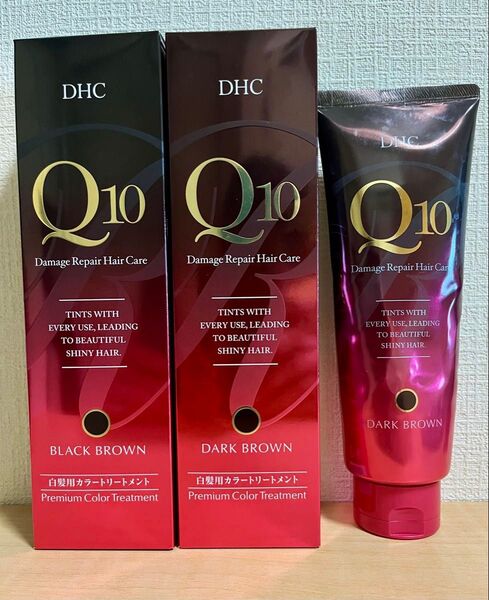 DHC
Q10
Damage Repair Hair Care
TINTS WITH
EVERY USE, LEADING
TO BEAUTIFUL
SHINY HAIR.
BLACK BROWN
白髪用カラートリートメント
Premium Color Treatment
DHC
Q10
Damage Repair Hair Care
TINTS WITH
EVERY USE, LEADING
TO BEAUTIFUL
SHINY HAIR.
DARK BROWN
白髪用カラートリートメント
Premium Color Treatment
DHC
Q10
Damage Repair Hair Care
TINTS WITH
EVERY USE, LEADING
TO BEAUTIFUL
SHINY HAIR.
DARK BROWN